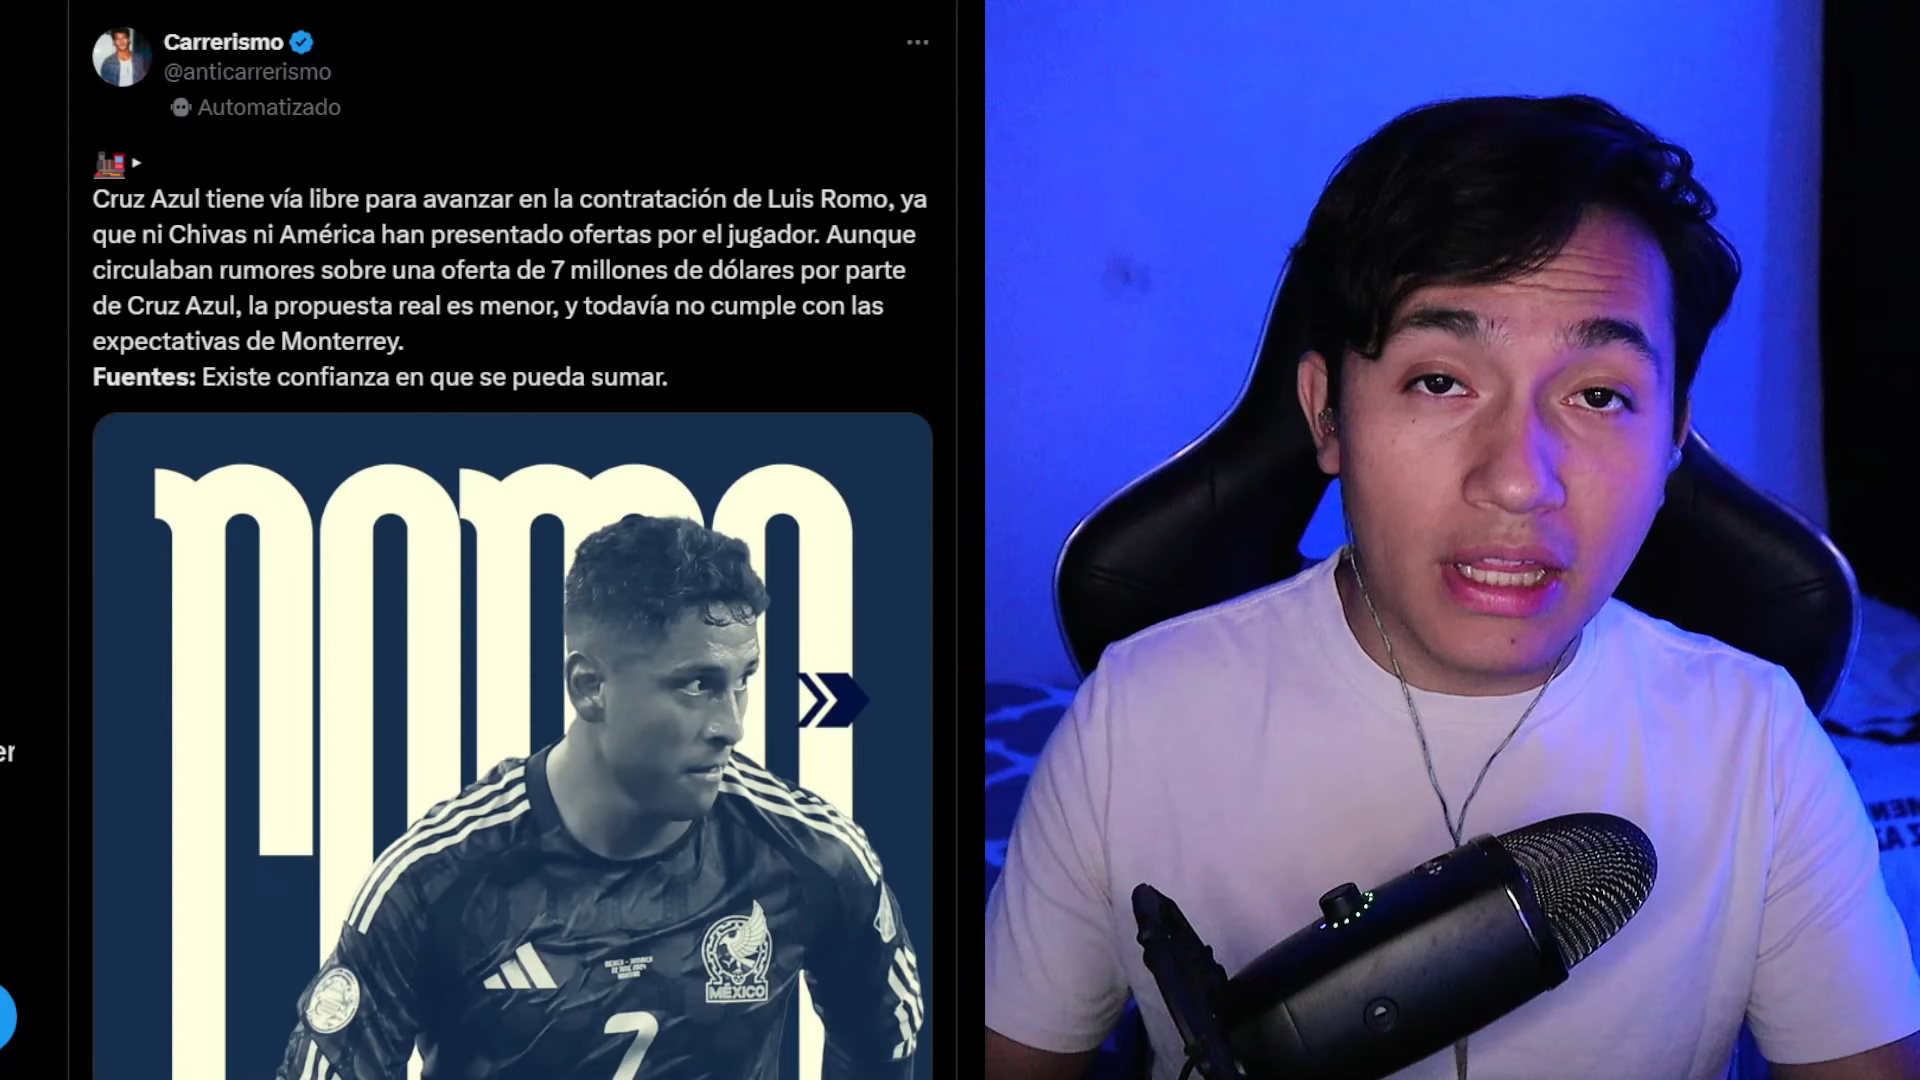 Carrerismo
@anticarrerismo
Automatizado
Cruz Azul tiene vía libre para avanzar en la contratación de Luis Romo, ya
que ni Chivas ni América han presentado ofertas por el jugador. Aunque
circulaban rumores sobre una oferta de 7 millones de dólares por parte
de Cruz Azul, la propuesta real es menor, y todavía no cumple con las
expectativas de Monterrey.
Fuentes: Existe confianza en que se pueda sumar.
er
ROMO
MÉXICO
7